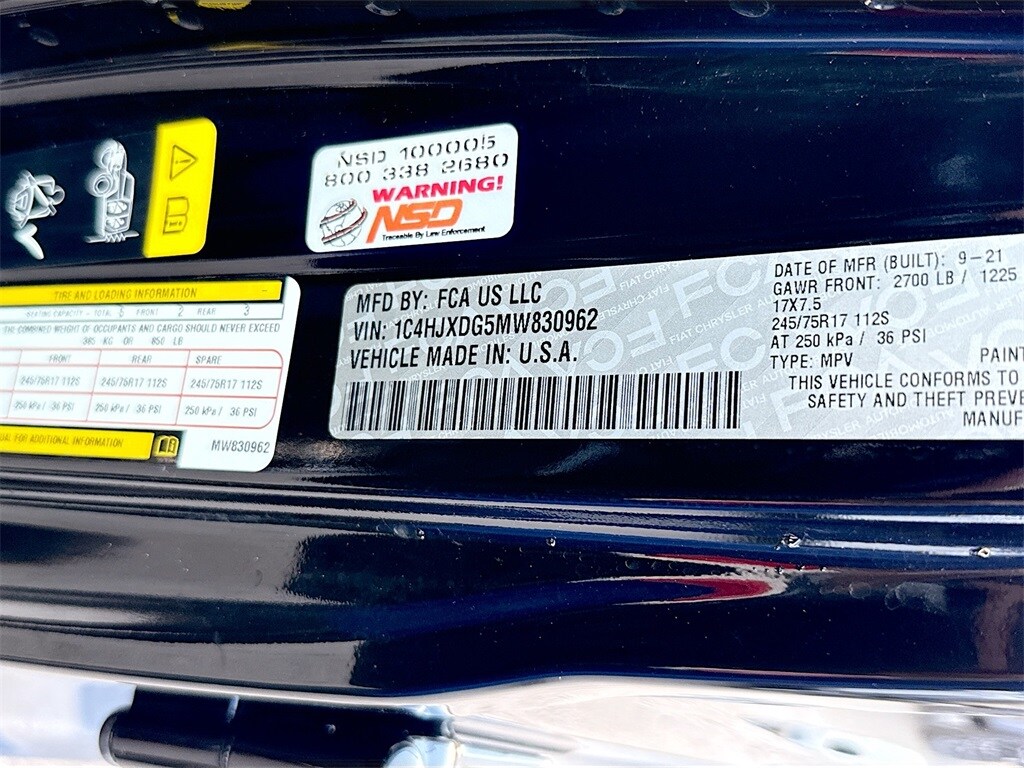 NSD 100005
800 338 2680
WARNING!
NSD
Traceable By Law Enforcement
TIRE AND LOADING INFORMATION
SEATING CAPACITY - TOTAL 5 FRONT 2 REAR 3
THE COMBINED WEIGHT OF OCCUPANTS AND CARGO SHOULD NEVER EXCEED
385 KG OR 850 LB
FRONT REAR SPARE
245/75R17 112S 245/75R17 112S 245/75R17 112S
250 kPa / 36 PSI 250 kPa / 36 PSI 250 kPa / 36 PSI
FOR ADDITIONAL INFORMATION
MW830962
MFD BY: FCA US LLC
VIN: 1C4HJXDG5MW830962
VEHICLE MADE IN: U.S.A.
DATE OF MFR (BUILT): 9-21
GAWR FRONT: 2700 LB / 1225
17X7.5
245/75R17 112S
AT 250 kPa / 36 PSI
TYPE: MPV PAINT
THIS VEHICLE CONFORMS TO
SAFETY AND THEFT PREVE
MANUF